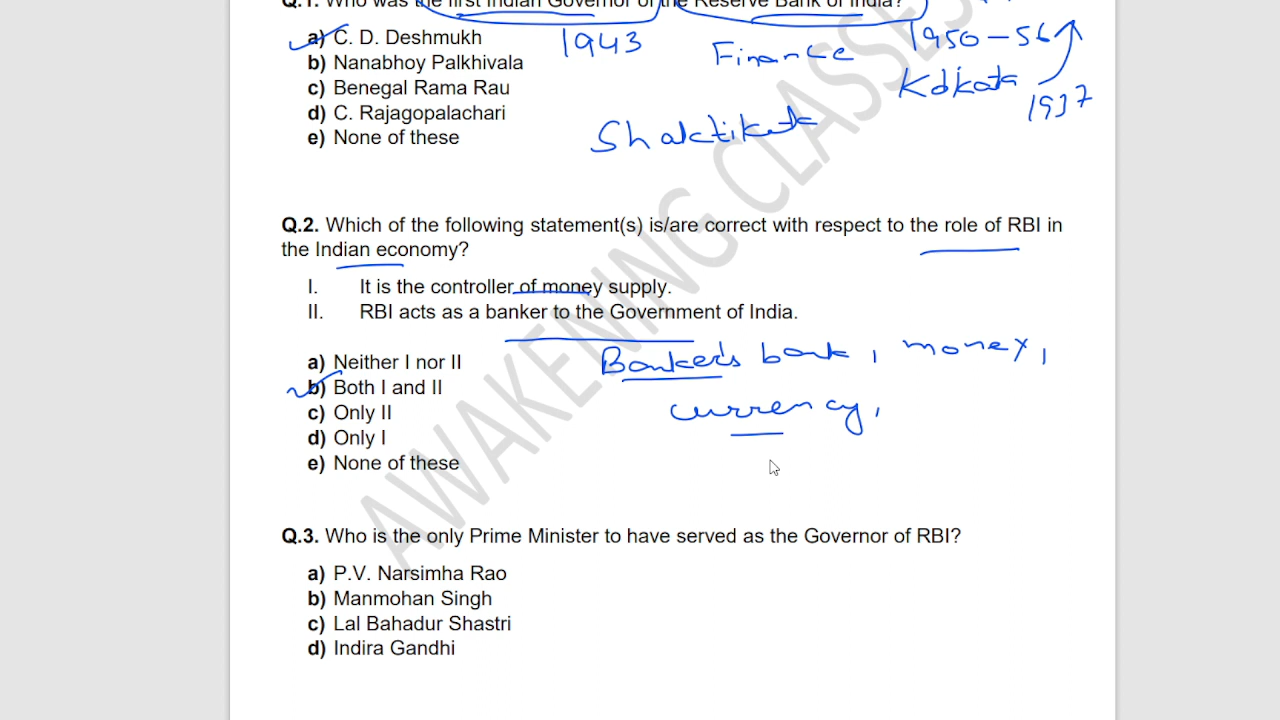 Q.1. Who was the first Indian Governor of the Reserve Bank of India?
a) C. D. Deshmukh
1943
Finance
1950-56
b) Nanabhoy Palkhivala
c) Benegal Rama Rau
Kolkata
1937
d) C. Rajagopalachari
Shaktikat
e) None of these
Q.2. Which of the following statement(s) is/are correct with respect to the role of RBI in
the Indian economy?
I. It is the controller of money supply.
II. RBI acts as a banker to the Government of India.
a) Neither I nor II
Banker's bank, money,
b) Both I and II
c) Only II
currency,
d) Only I
e) None of these
Q.3. Who is the only Prime Minister to have served as the Governor of RBI?
a) P.V. Narsimha Rao
b) Manmohan Singh
c) Lal Bahadur Shastri
d) Indira Gandhi
AWAKENING CLASSES